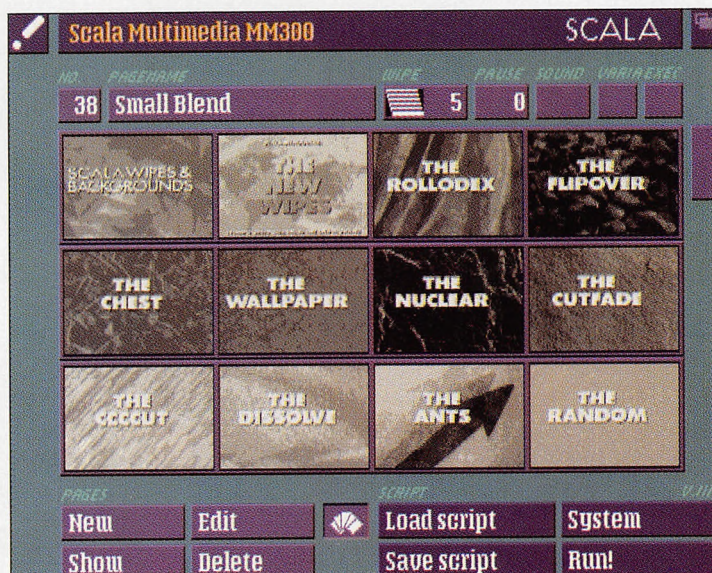 Scala Multimedia MM300 SCALA
NO. PAGENAME WIPE PAUSE SOUND VARIA EXEC
38 Small Blend 5 0
SCALA WIPES &
BACKGROUNDS
THE
NEW
WIPES
THE
ROLLODEX
THE
FLIPOVER
THE
CHEST
THE
WALLPAPER
THE
NUCLEAR
THE
CUTFADE
THE
CCCCUT
THE
DISSOLVE
THE
ANTS
THE
RANDOM
PAGES SCRIPT
New Edit Load script System
Show Delete Save script Run!